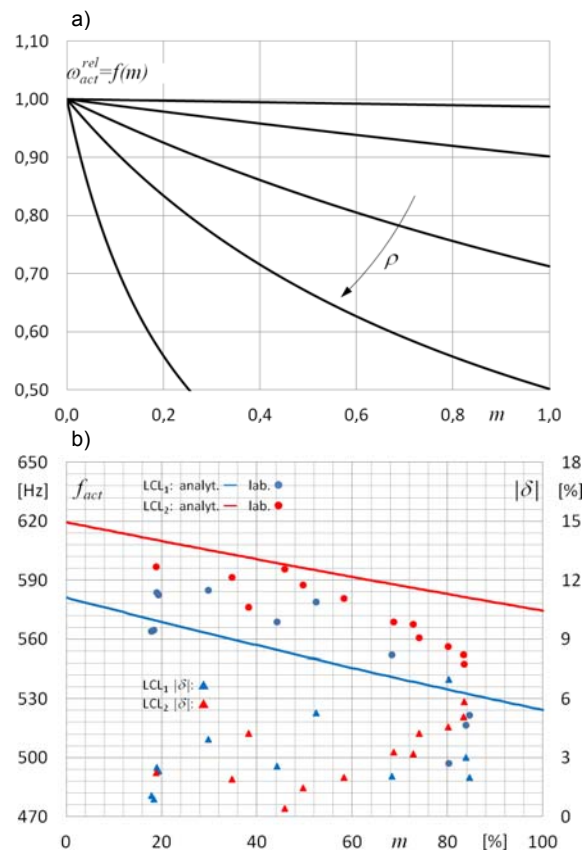 a)
1,10
ω_act^rel=f(m)
1,00
0,90
0,80
ρ
0,70
0,60
0,50
0,0 0,2 0,4 0,6 0,8 m 1,0
b)
650 18
[Hz] f_act LCL₁: analyt. lab. |δ| [%]
LCL₂: analyt. lab.
620 15
590 12
560 9
LCL₁ |δ|:
LCL₂ |δ|:
530 6
500 3
470 0
0 20 40 60 m 80 [%] 100